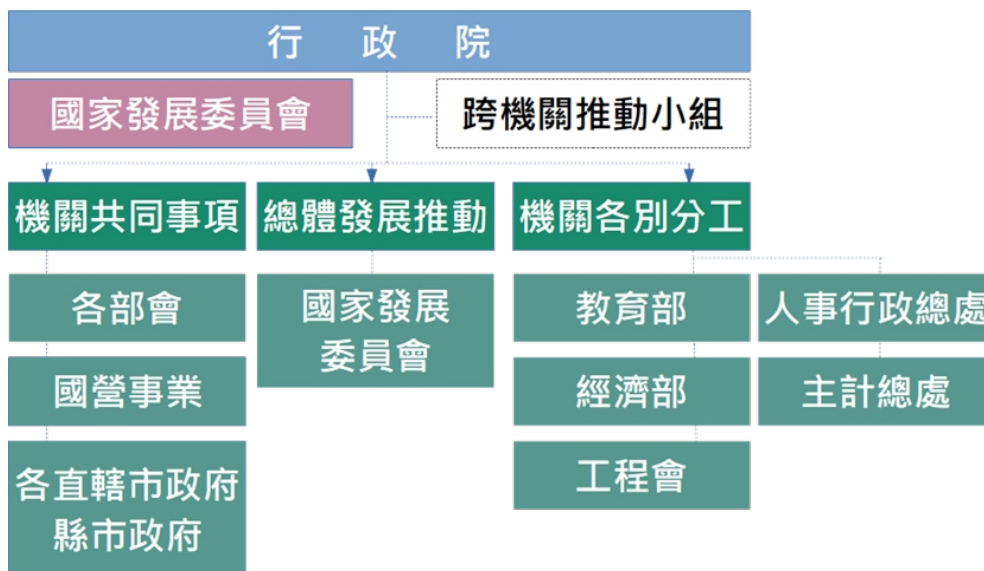 行政院
國家發展委員會
跨機關推動小組
機關共同事項
總體發展推動
機關各別分工
各部會
國營事業
各直轄市政府
縣市政府
國家發展
委員會
教育部
經濟部
工程會
人事行政總處
主計總處